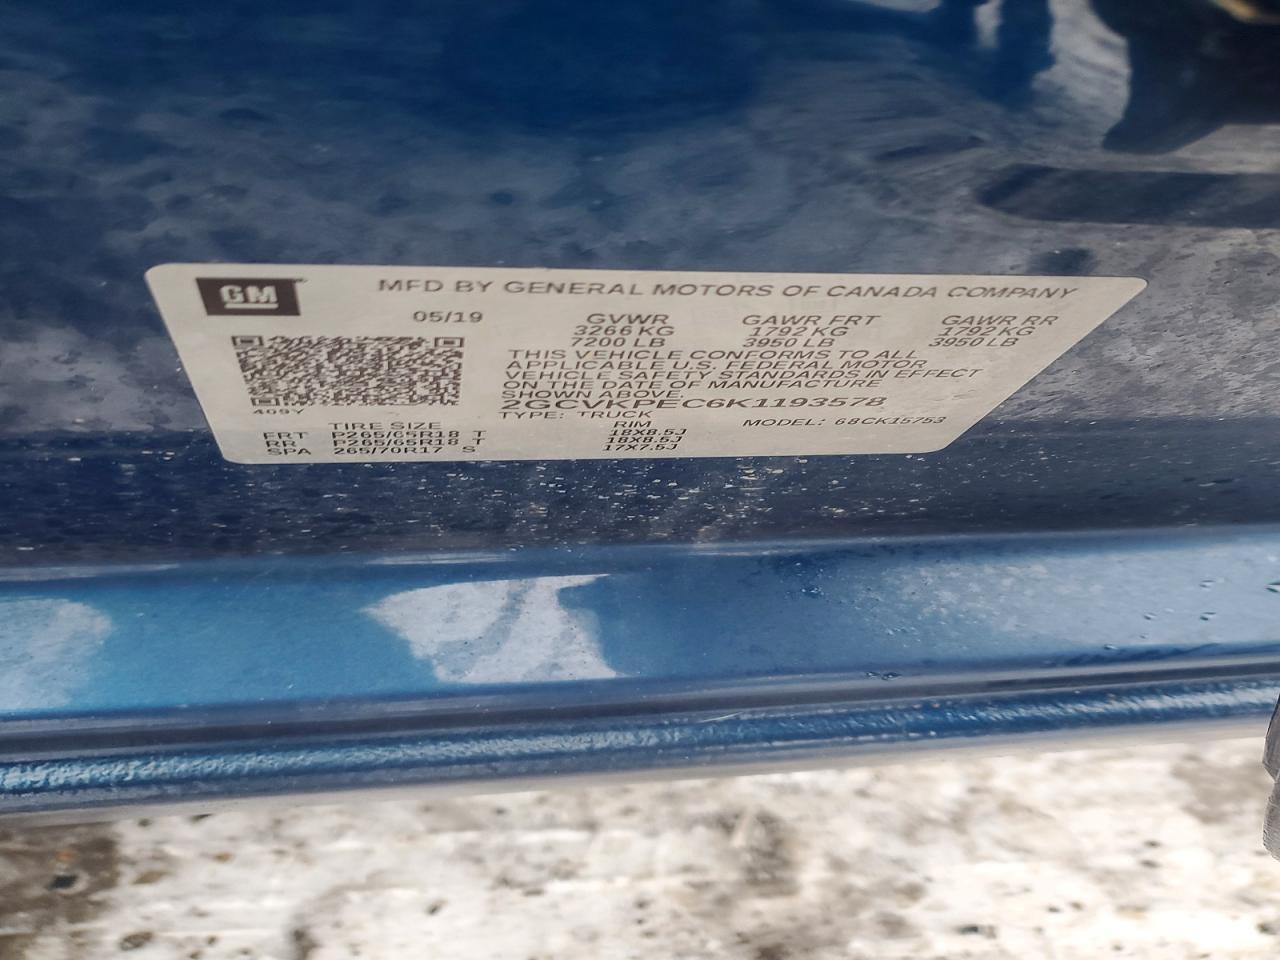 GM MFD BY GENERAL MOTORS OF CANADA COMPANY
05/19 GVWR GAWR FRT GAWR RR
3266 KG 1792 KG 1792 KG
7200 LB 3950 LB 3950 LB
THIS VEHICLE CONFORMS TO ALL
APPLICABLE U.S. FEDERAL MOTOR
VEHICLE SAFETY STANDARDS IN EFFECT
ON THE DATE OF MANUFACTURE
SHOWN ABOVE.
2GCVKPEC6K1193578
409Y TYPE: TRUCK MODEL: 68CK15753
TIRE SIZE RIM
FRT P265/65R18 T 18X8.5J
RR P265/65R18 T 18X8.5J
SPA 265/70R17 S 17X7.5J